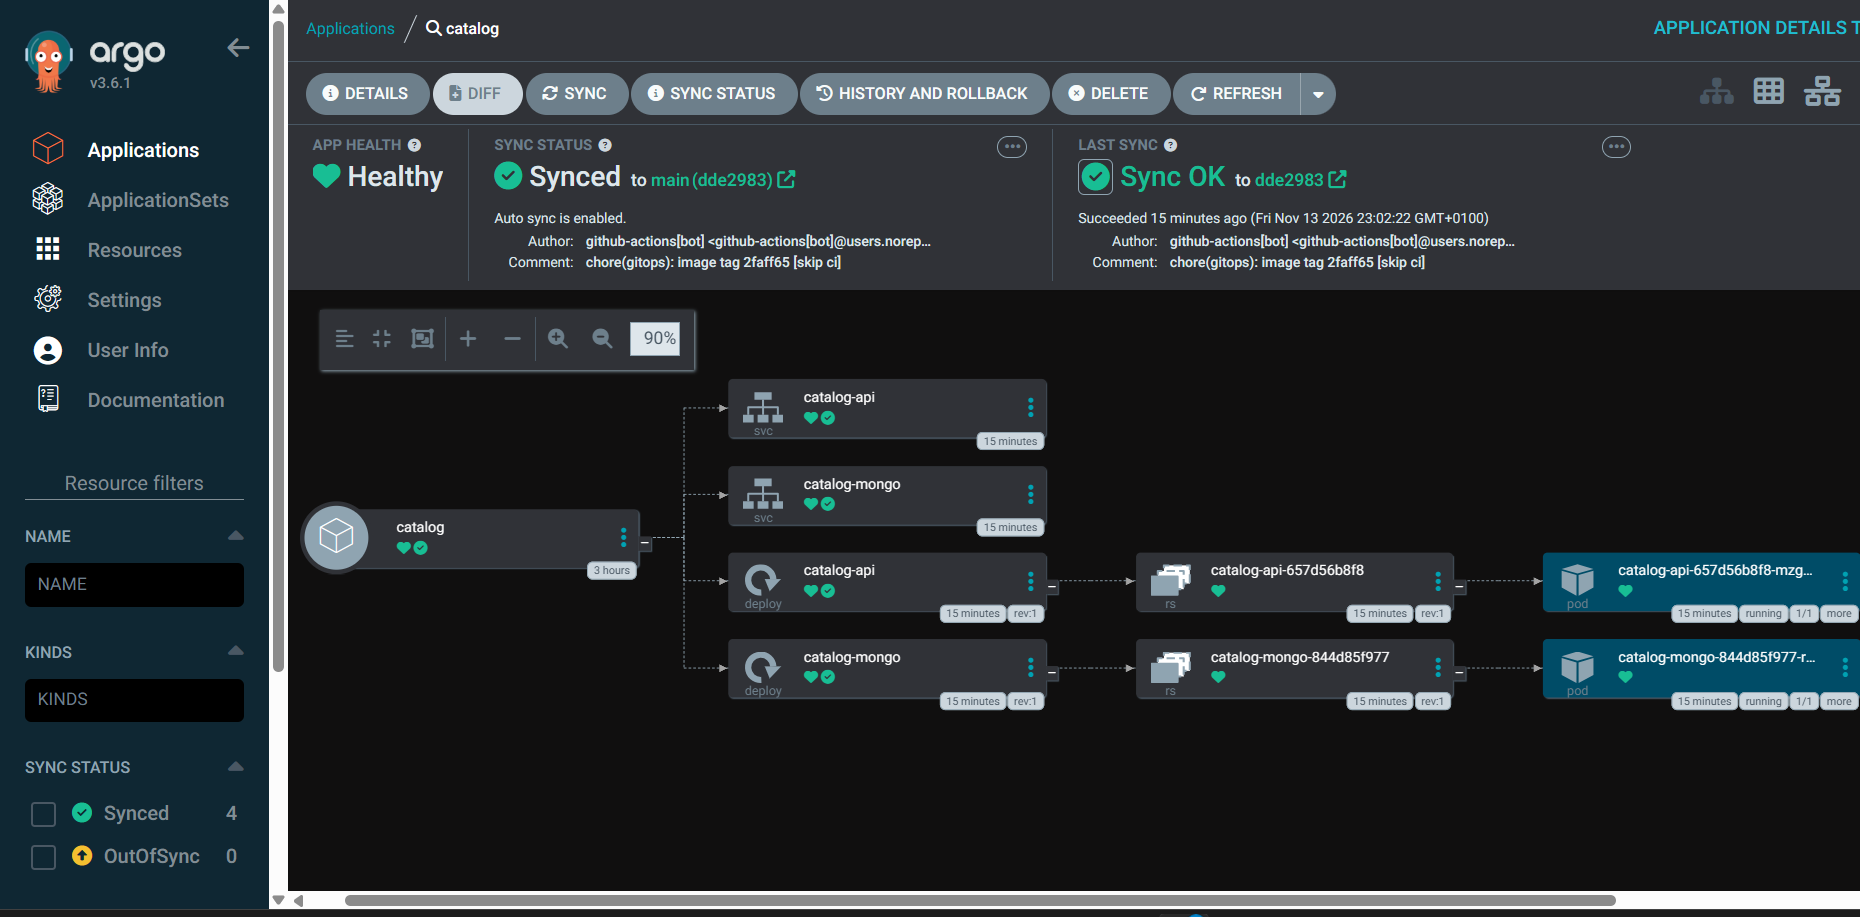 argo
v3.6.1
Applications
ApplicationSets
Resources
Settings
User Info
Documentation
Resource filters
NAME
NAME
KINDS
KINDS
SYNC STATUS
Synced 4
OutOfSync 0
Applications / catalog
APPLICATION DETAILS T
DETAILS
DIFF
SYNC
SYNC STATUS
HISTORY AND ROLLBACK
DELETE
REFRESH
APP HEALTH
Healthy
SYNC STATUS
Synced to main (dde2983)
Auto sync is enabled.
Author: github-actions[bot] <github-actions[bot]@users.norep...
Comment: chore(gitops): image tag 2faff65 [skip ci]
LAST SYNC
Sync OK to dde2983
Succeeded 15 minutes ago (Fri Nov 13 2026 23:02:22 GMT+0100)
Author: github-actions[bot] <github-actions[bot]@users.norep...
Comment: chore(gitops): image tag 2faff65 [skip ci]
90%
catalog
3 hours
catalog-api
svc
15 minutes
catalog-mongo
svc
15 minutes
catalog-api
deploy
15 minutes rev:1
catalog-api-657d56b8f8
rs
15 minutes rev:1
catalog-api-657d56b8f8-mzg...
pod
15 minutes running 1/1 more
catalog-mongo
deploy
15 minutes rev:1
catalog-mongo-844d85f977
rs
15 minutes rev:1
catalog-mongo-844d85f977-r...
pod
15 minutes running 1/1 more